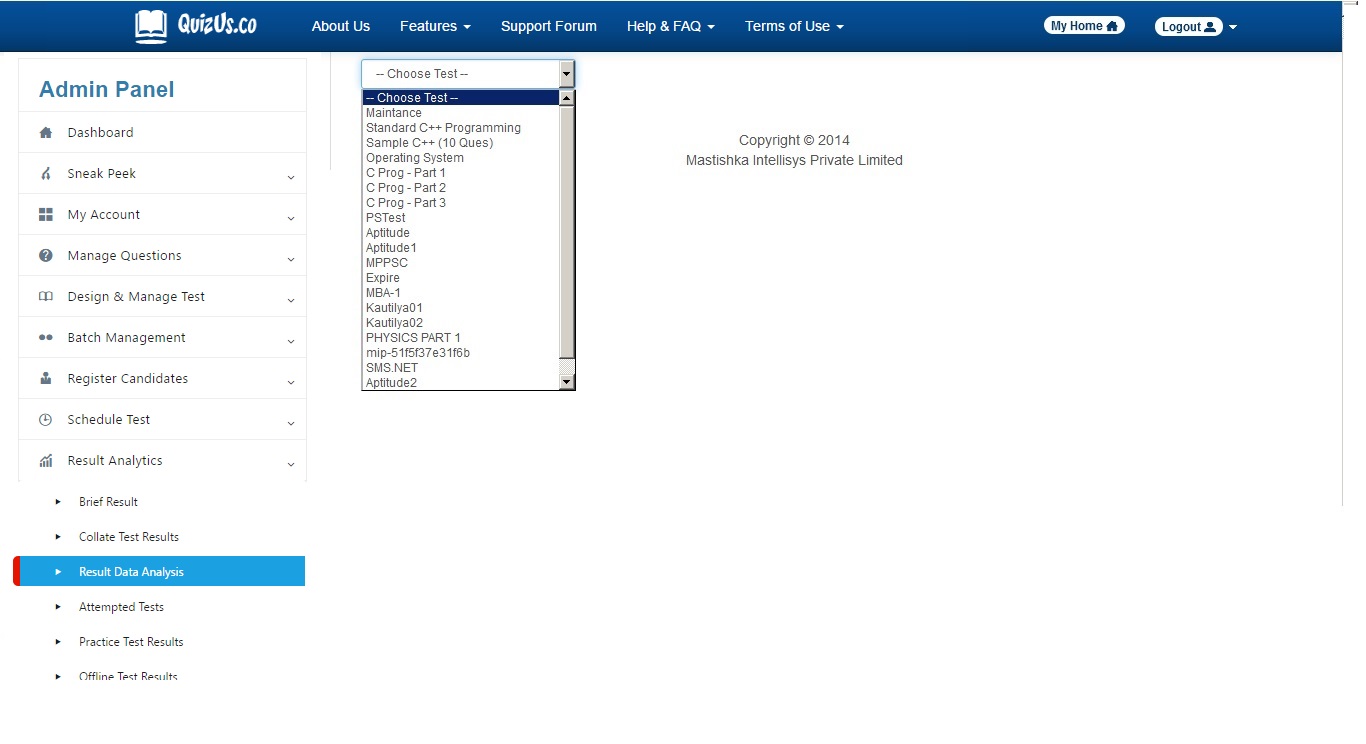 QuizUs.co
About Us Features Support Forum Help & FAQ Terms of Use My Home Logout
Admin Panel
Dashboard
Sneak Peek
My Account
Manage Questions
Design & Manage Test
Batch Management
Register Candidates
Schedule Test
Result Analytics
Brief Result
Collate Test Results
Result Data Analysis
Attempted Tests
Practice Test Results
Offline Test Results
-- Choose Test --
-- Choose Test --
Maintance
Standard C++ Programming
Sample C++ (10 Ques)
Operating System
C Prog - Part 1
C Prog - Part 2
C Prog - Part 3
PSTest
Aptitude
Aptitude1
MPPSC
Expire
MBA-1
Kautilya01
Kautilya02
PHYSICS PART 1
mip-51f5f37e31f6b
SMS.NET
Aptitude2
Copyright © 2014
Mastishka Intellisys Private Limited